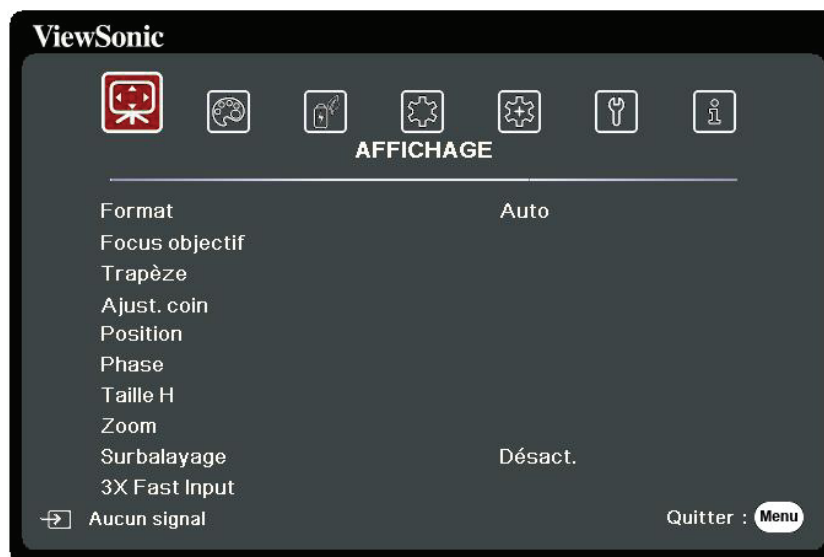 ViewSonic
AFFICHAGE
Format Auto
Focus objectif
Trapèze
Ajust. coin
Position
Phase
Taille H
Zoom
Surbalayage Désact.
3X Fast Input
Aucun signal Quitter : Menu